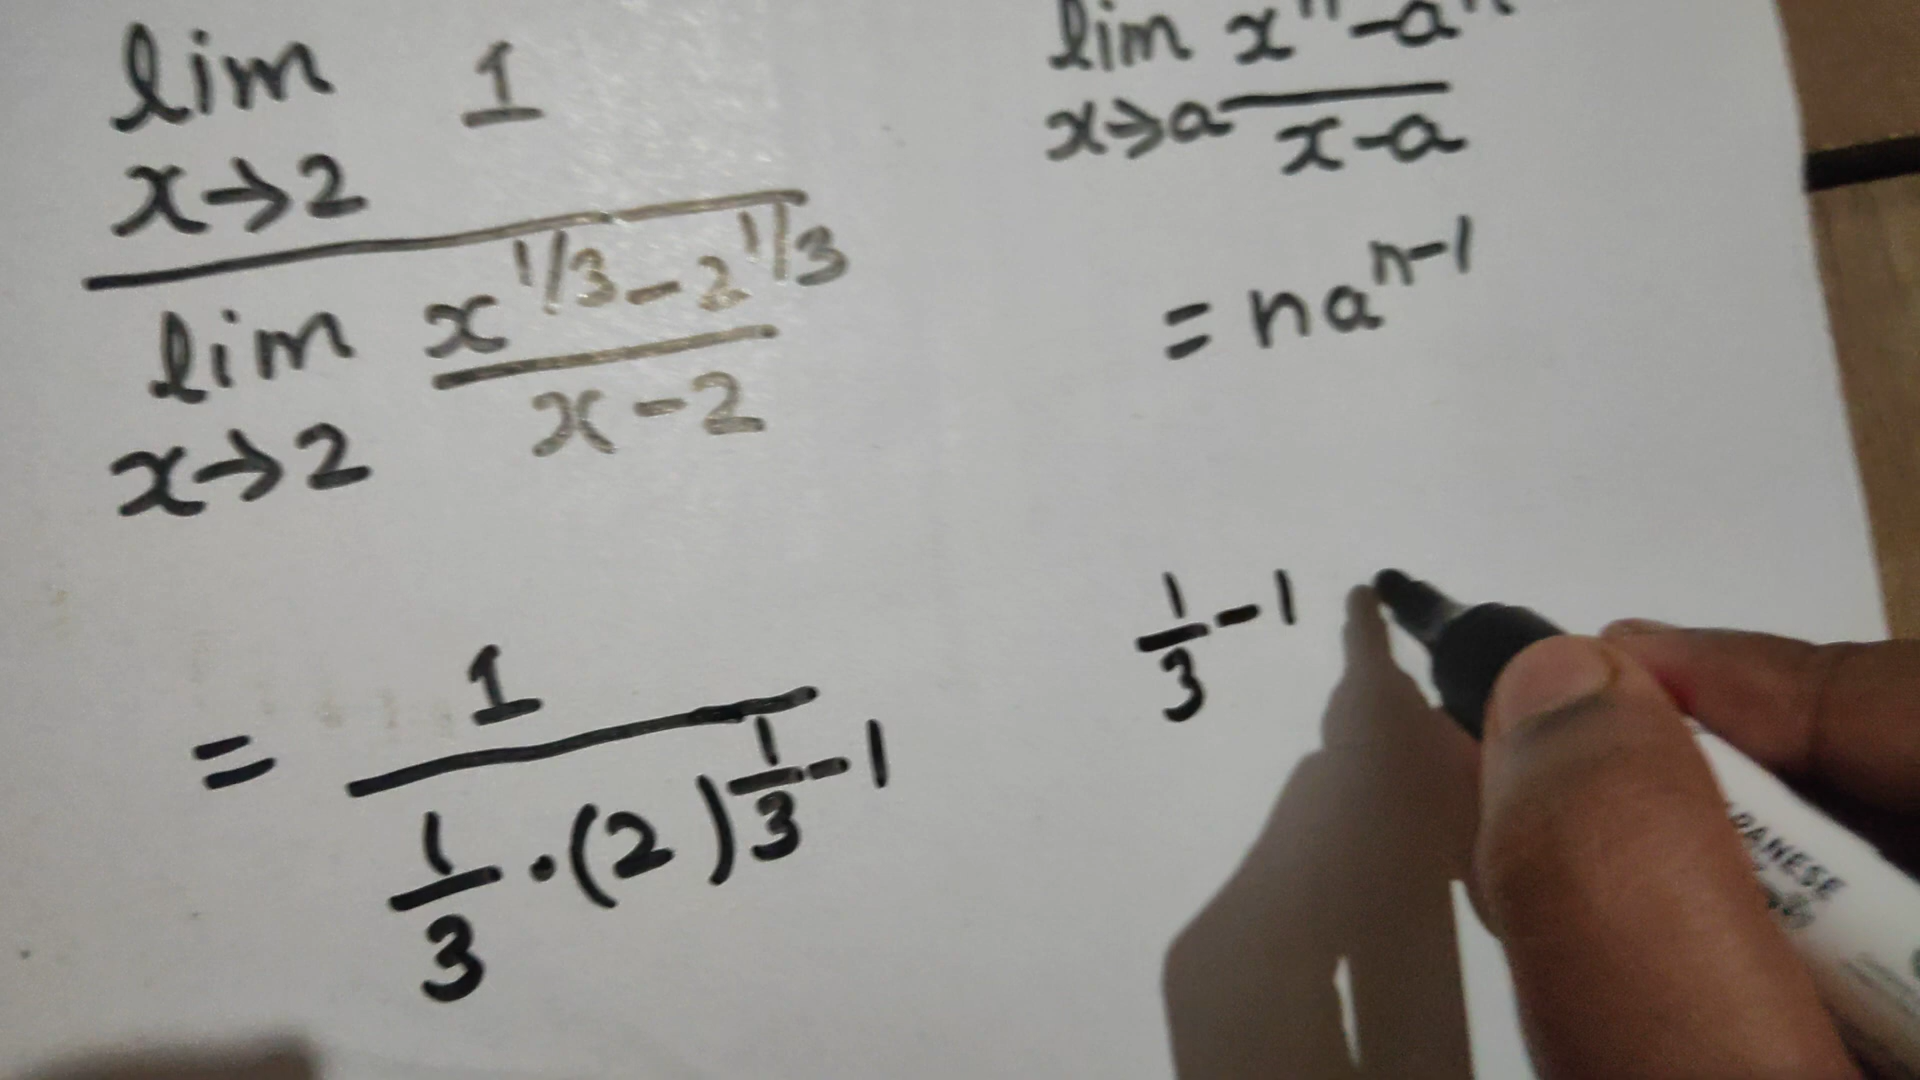 lim 1
x→2
lim x^1/3 - 2^1/3
x→2 x-2
= 1
1/3 · (2)^1/3 - 1
lim x^n - a^n
x→a x-a
= na^n-1
1/3 - 1
PANESE